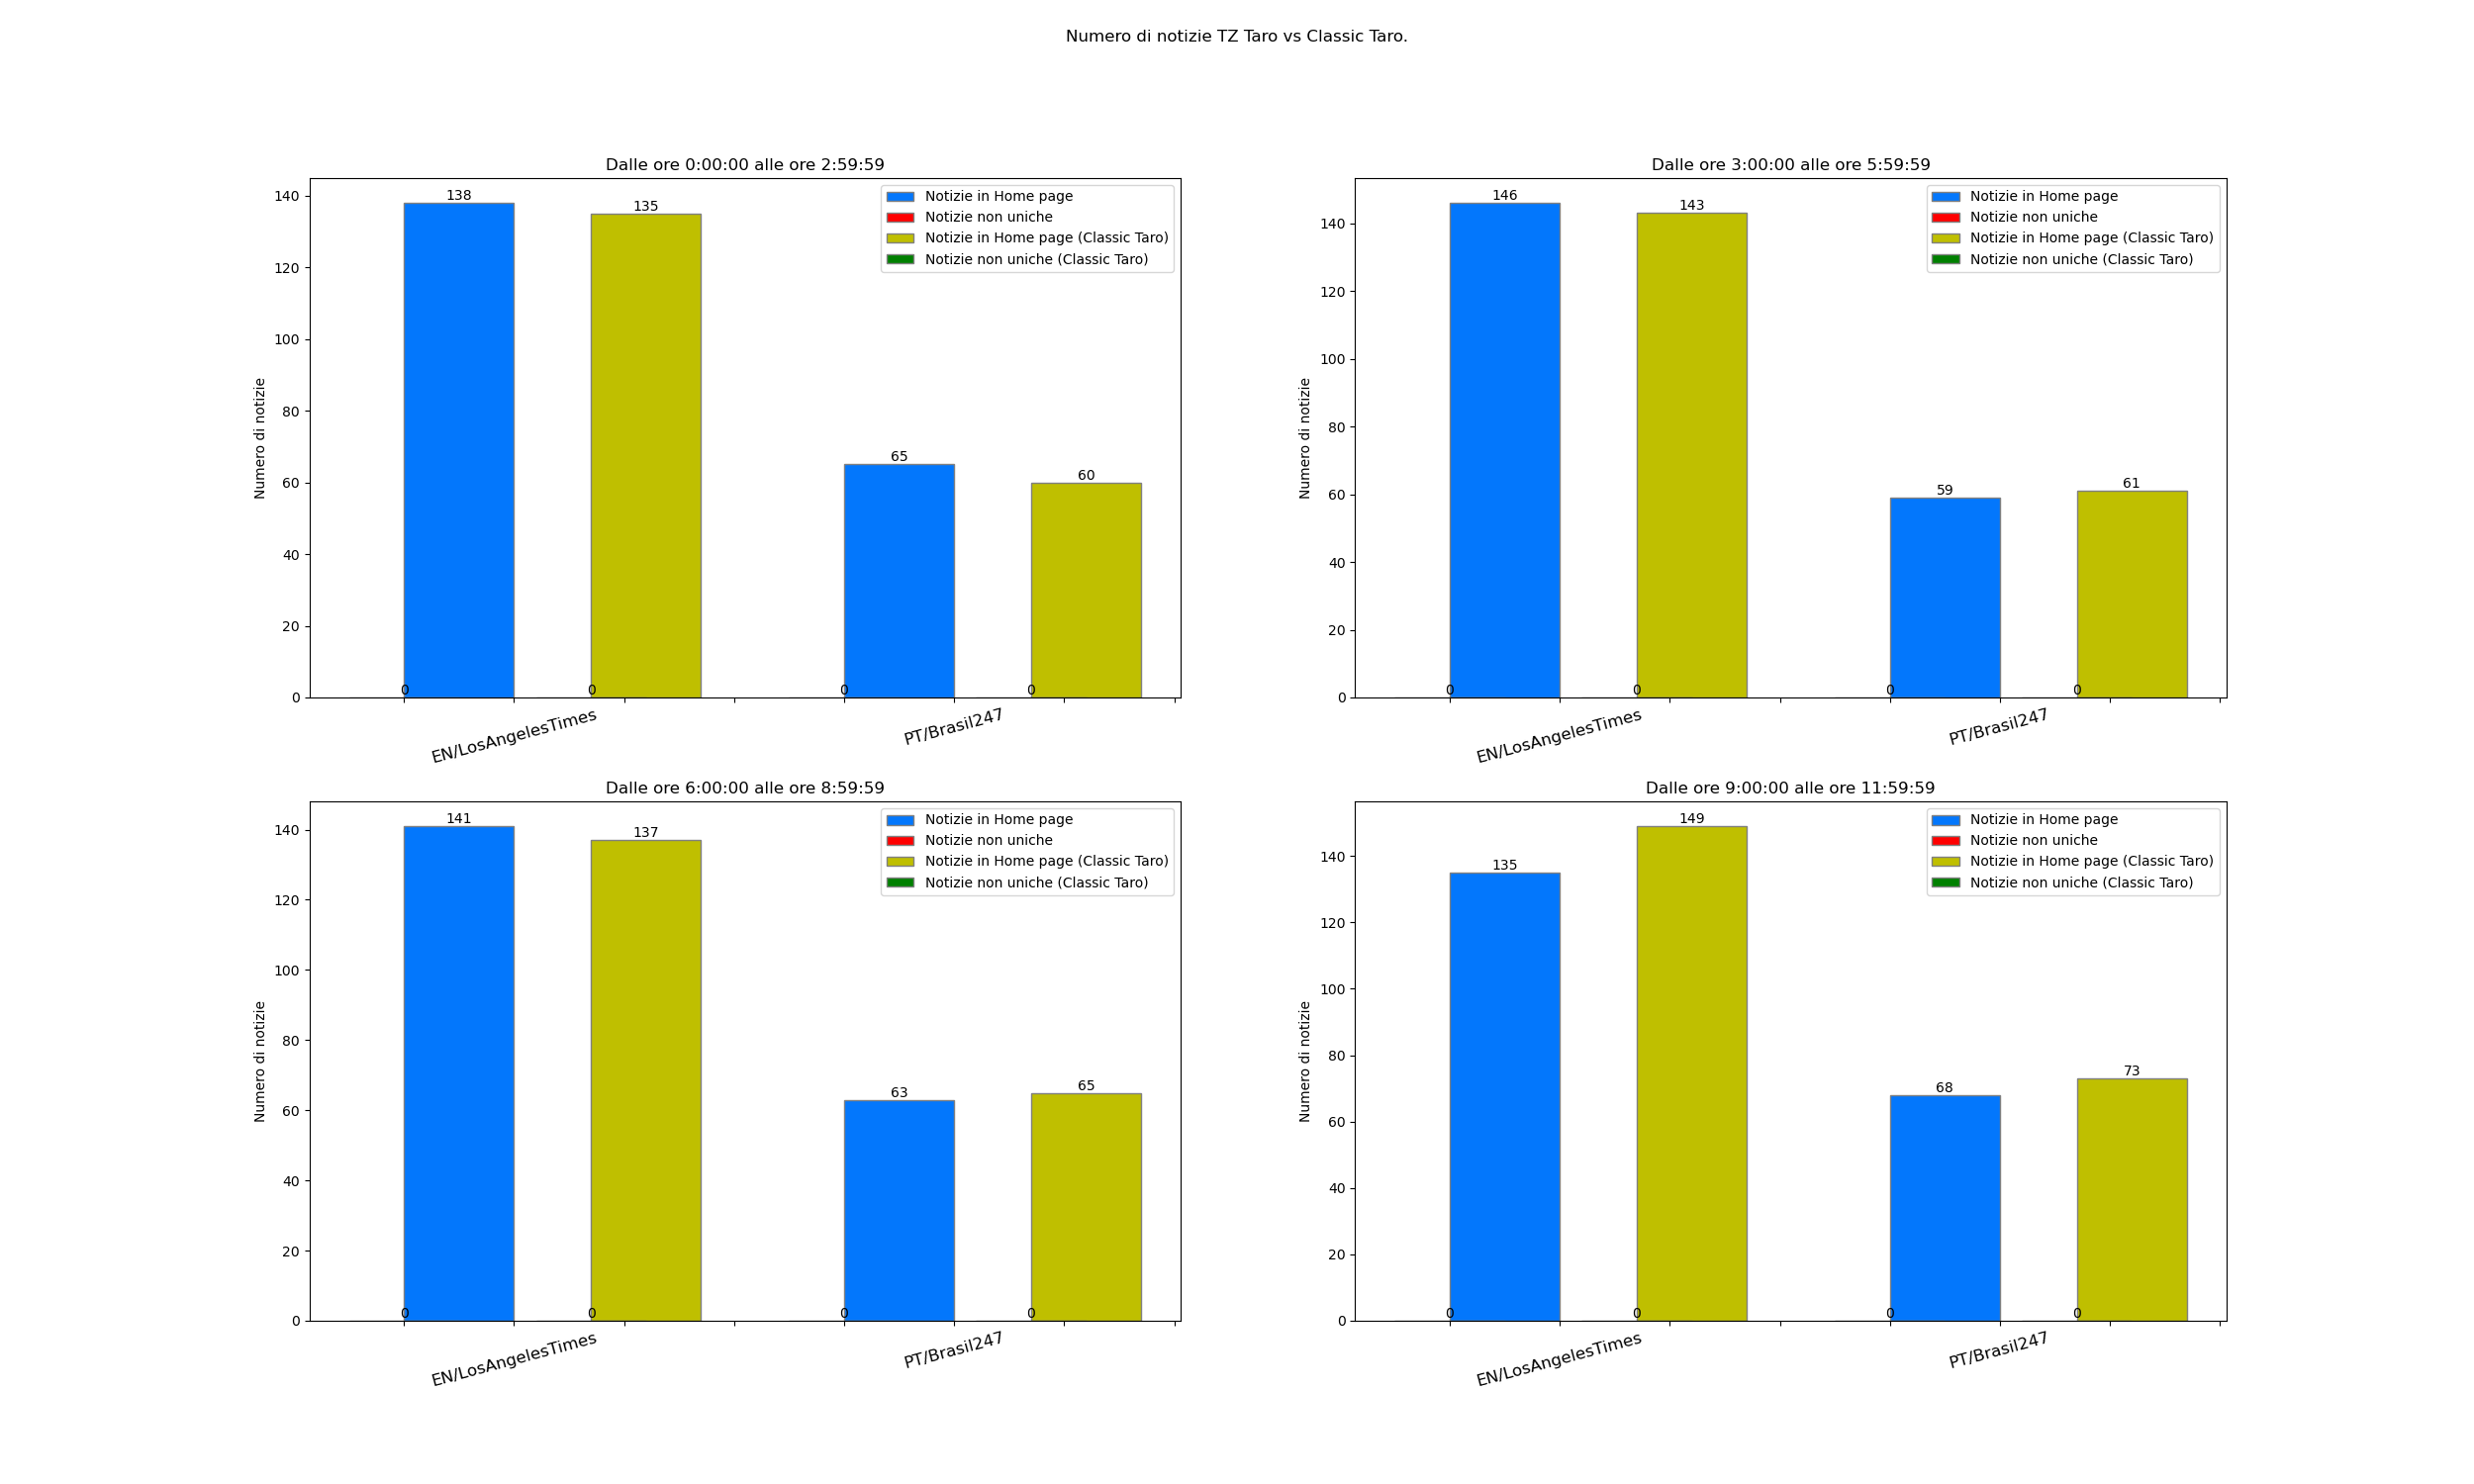 Numero di notizie TZ Taro vs Classic Taro.
Dalle ore 0:00:00 alle ore 2:59:59
Numero di notizie
140
120
100
80
60
40
20
0
138
135
65
60
0
0
0
0
Notizie in Home page
Notizie non uniche
Notizie in Home page (Classic Taro)
Notizie non uniche (Classic Taro)
EN/LosAngelesTimes
PT/Brasil247
Dalle ore 3:00:00 alle ore 5:59:59
Numero di notizie
140
120
100
80
60
40
20
0
146
143
59
61
0
0
0
0
Notizie in Home page
Notizie non uniche
Notizie in Home page (Classic Taro)
Notizie non uniche (Classic Taro)
EN/LosAngelesTimes
PT/Brasil247
Dalle ore 6:00:00 alle ore 8:59:59
Numero di notizie
140
120
100
80
60
40
20
0
141
137
63
65
0
0
0
0
Notizie in Home page
Notizie non uniche
Notizie in Home page (Classic Taro)
Notizie non uniche (Classic Taro)
EN/LosAngelesTimes
PT/Brasil247
Dalle ore 9:00:00 alle ore 11:59:59
Numero di notizie
140
120
100
80
60
40
20
0
135
149
68
73
0
0
0
0
Notizie in Home page
Notizie non uniche
Notizie in Home page (Classic Taro)
Notizie non uniche (Classic Taro)
EN/LosAngelesTimes
PT/Brasil247